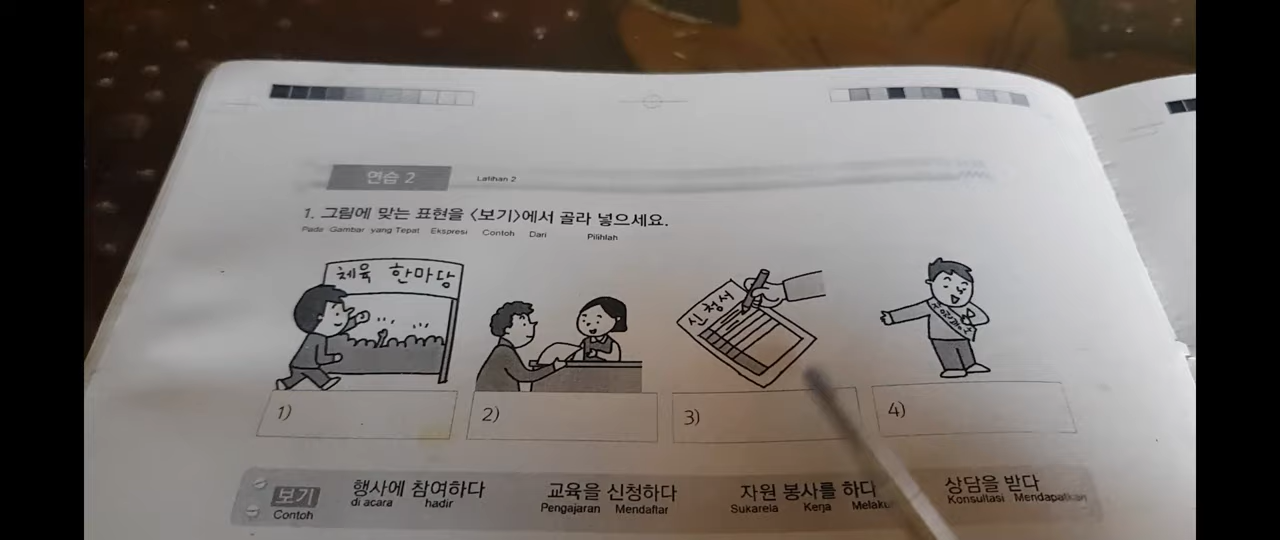 연습 2 Latihan 2
1. 그림에 맞는 표현을 〈보기〉에서 골라 넣으세요.
Pada Gambar yang Tepat Ekspresi Contoh Dari Pilihlah
체육 한마당
신청서
1) 2) 3) 4)
보기 행사에 참여하다 교육을 신청하다 자원 봉사를 하다 상담을 받다
Contoh di acara hadir Pengajaran Mendaftar Sukarela Kerja Konsultasi Mendapatkan